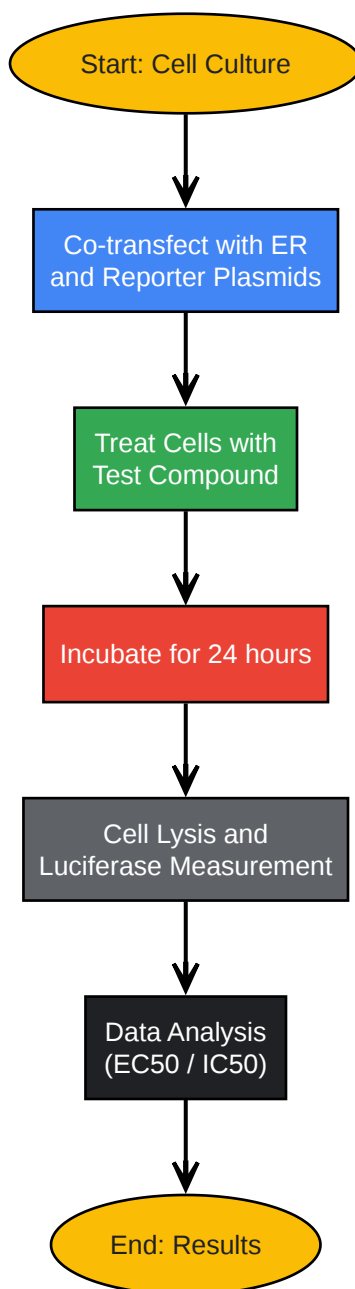 Start: Cell Culture
Co-transfect with ER
and Reporter Plasmids
Treat Cells with
Test Compound
Incubate for 24 hours
Cell Lysis and
Luciferase Measurement
Data Analysis
(EC50 / IC50)
End: Results